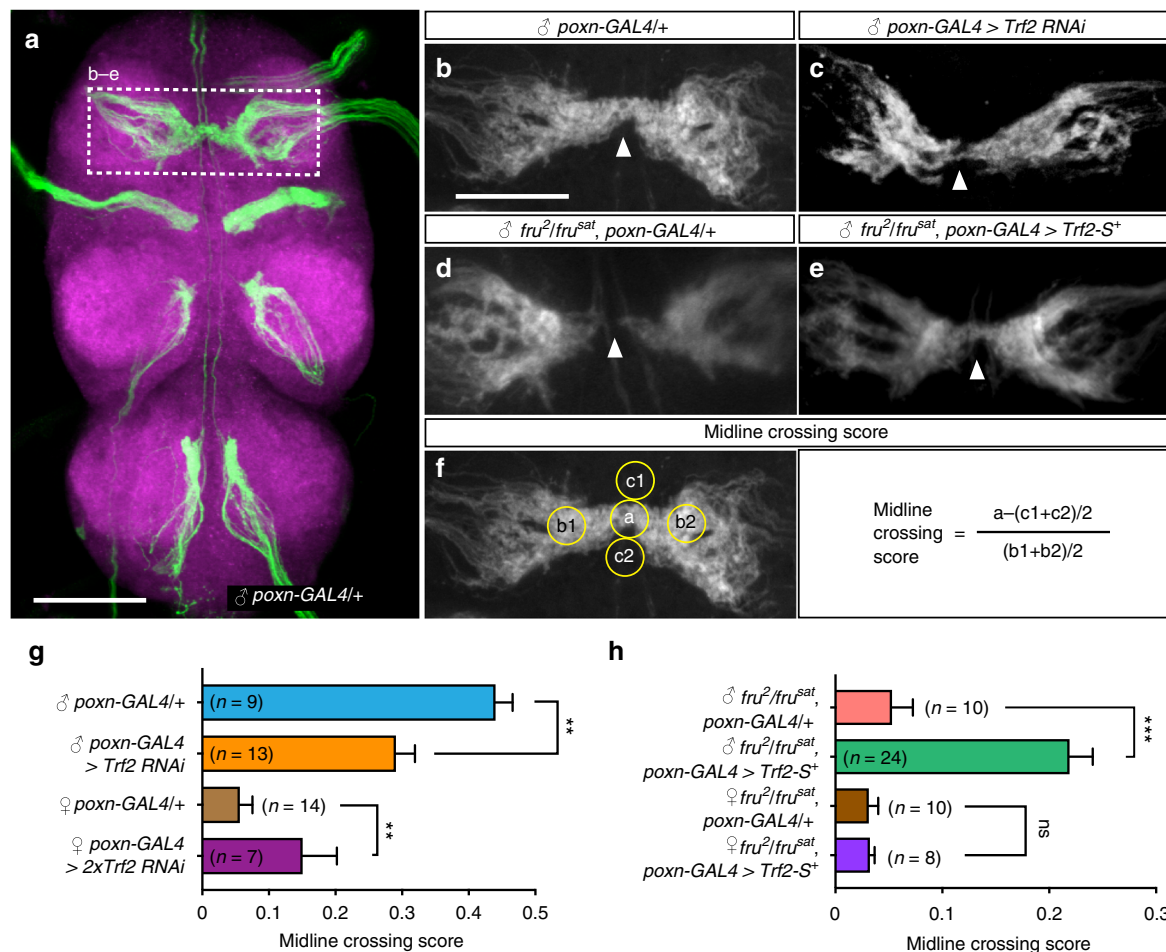 a
b–e
♂ poxn-GAL4/+
♂ poxn-GAL4/+
♂ poxn-GAL4 > Trf2 RNAi
b
c
♂ fru²/fruˢᵃᵗ, poxn-GAL4/+
♂ fru²/fruˢᵃᵗ, poxn-GAL4 > Trf2-S⁺
d
e
Midline crossing score
f
c1
b1
a
b2
c2
Midline
crossing
score
=
a–(c1+c2)/2
(b1+b2)/2
g
♂ poxn-GAL4/+
(n = 9)
♂ poxn-GAL4
> Trf2 RNAi
(n = 13)
**
♀ poxn-GAL4/+
(n = 14)
♀ poxn-GAL4
> 2xTrf2 RNAi
(n = 7)
**
0 0.1 0.2 0.3 0.4 0.5
Midline crossing score
h
♂ fru²/fruˢᵃᵗ,
poxn-GAL4/+
(n = 10)
♂ fru²/fruˢᵃᵗ,
poxn-GAL4 > Trf2-S⁺
(n = 24)
***
♀ fru²/fruˢᵃᵗ,
poxn-GAL4/+
(n = 10)
♀ fru²/fruˢᵃᵗ,
poxn-GAL4 > Trf2-S⁺
(n = 8)
ns
0 0.1 0.2 0.3
Midline crossing score